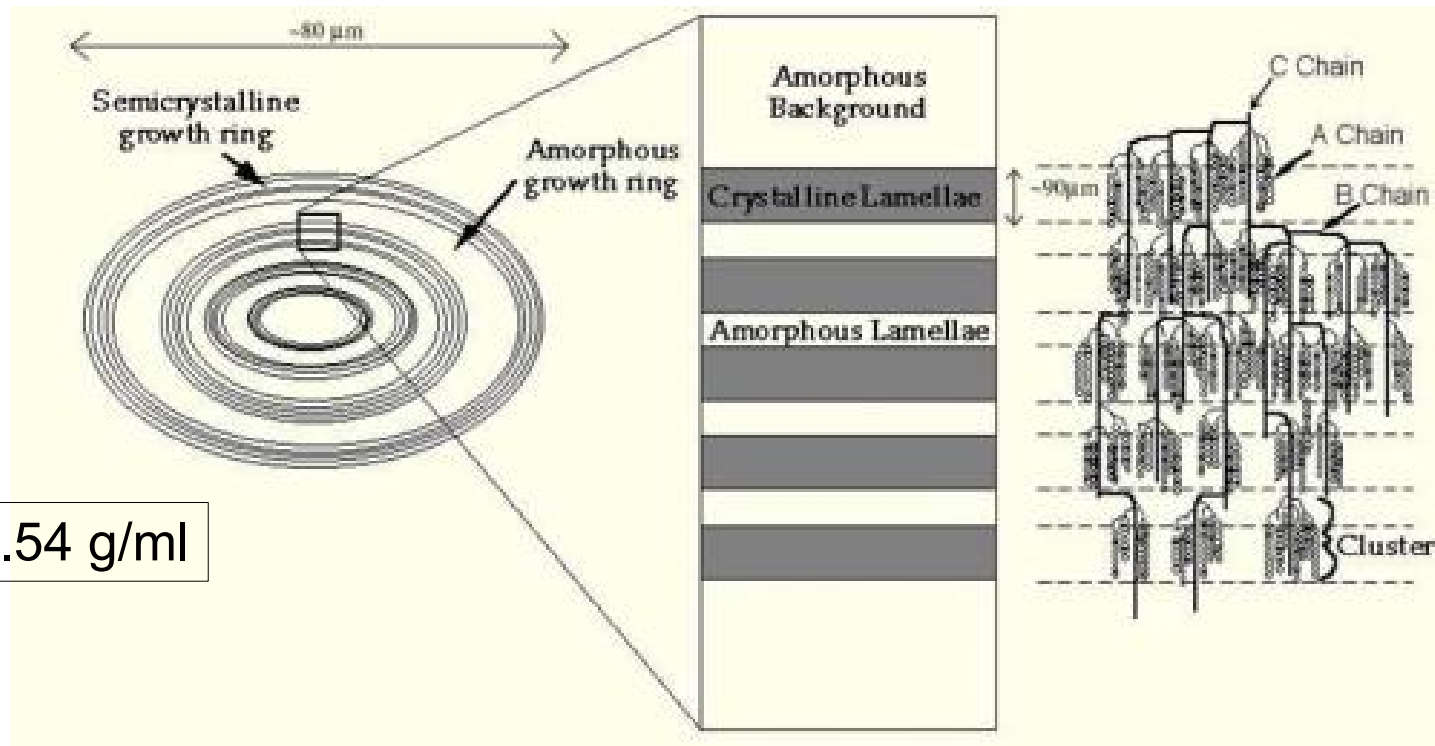 ~80 µm
Semicrystalline
growth ring
Amorphous
growth ring
.54 g/ml
Amorphous
Background
Crystalline Lamellae
Amorphous Lamellae
~90µm
C Chain
A Chain
B Chain
Cluster